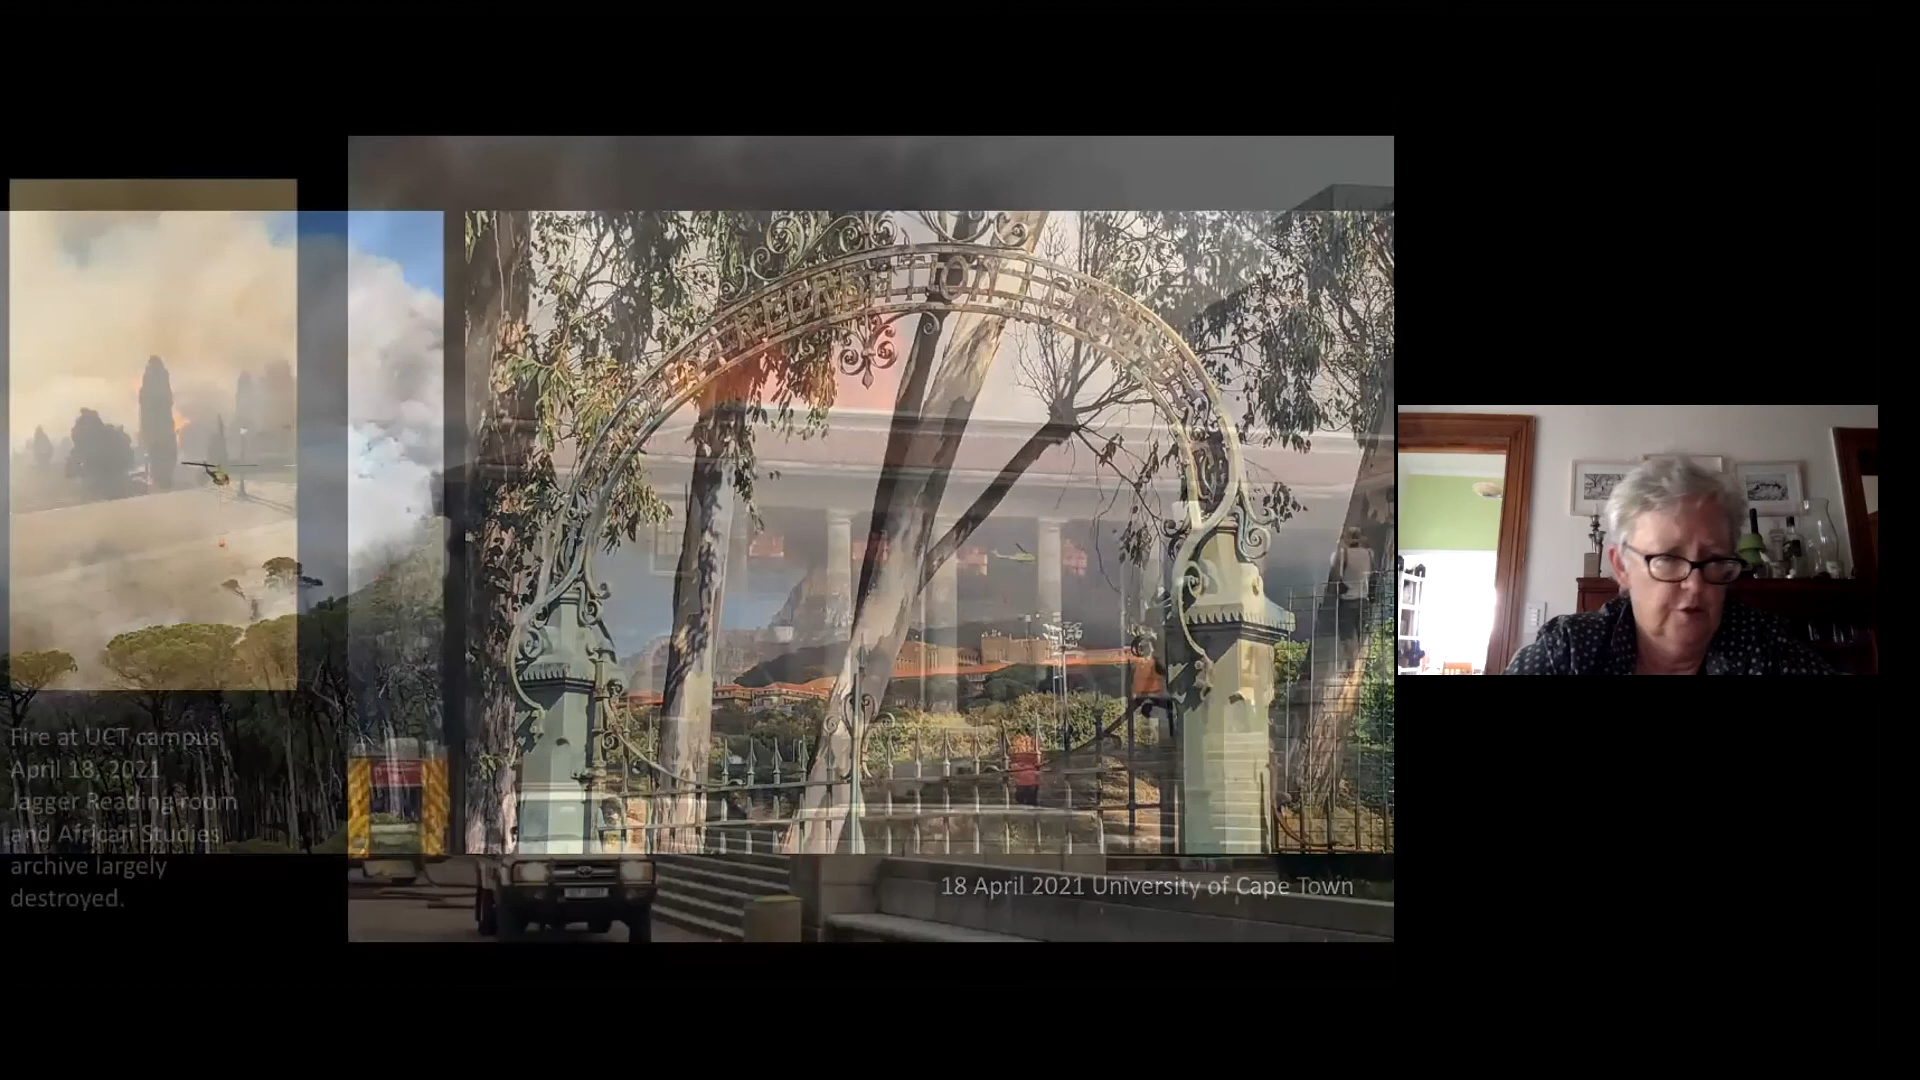 RECREATION
Fire at UCT campus
April 18, 2021
Jagger Reading room
and African Studies
archive largely
destroyed.
18 April 2021 University of Cape Town